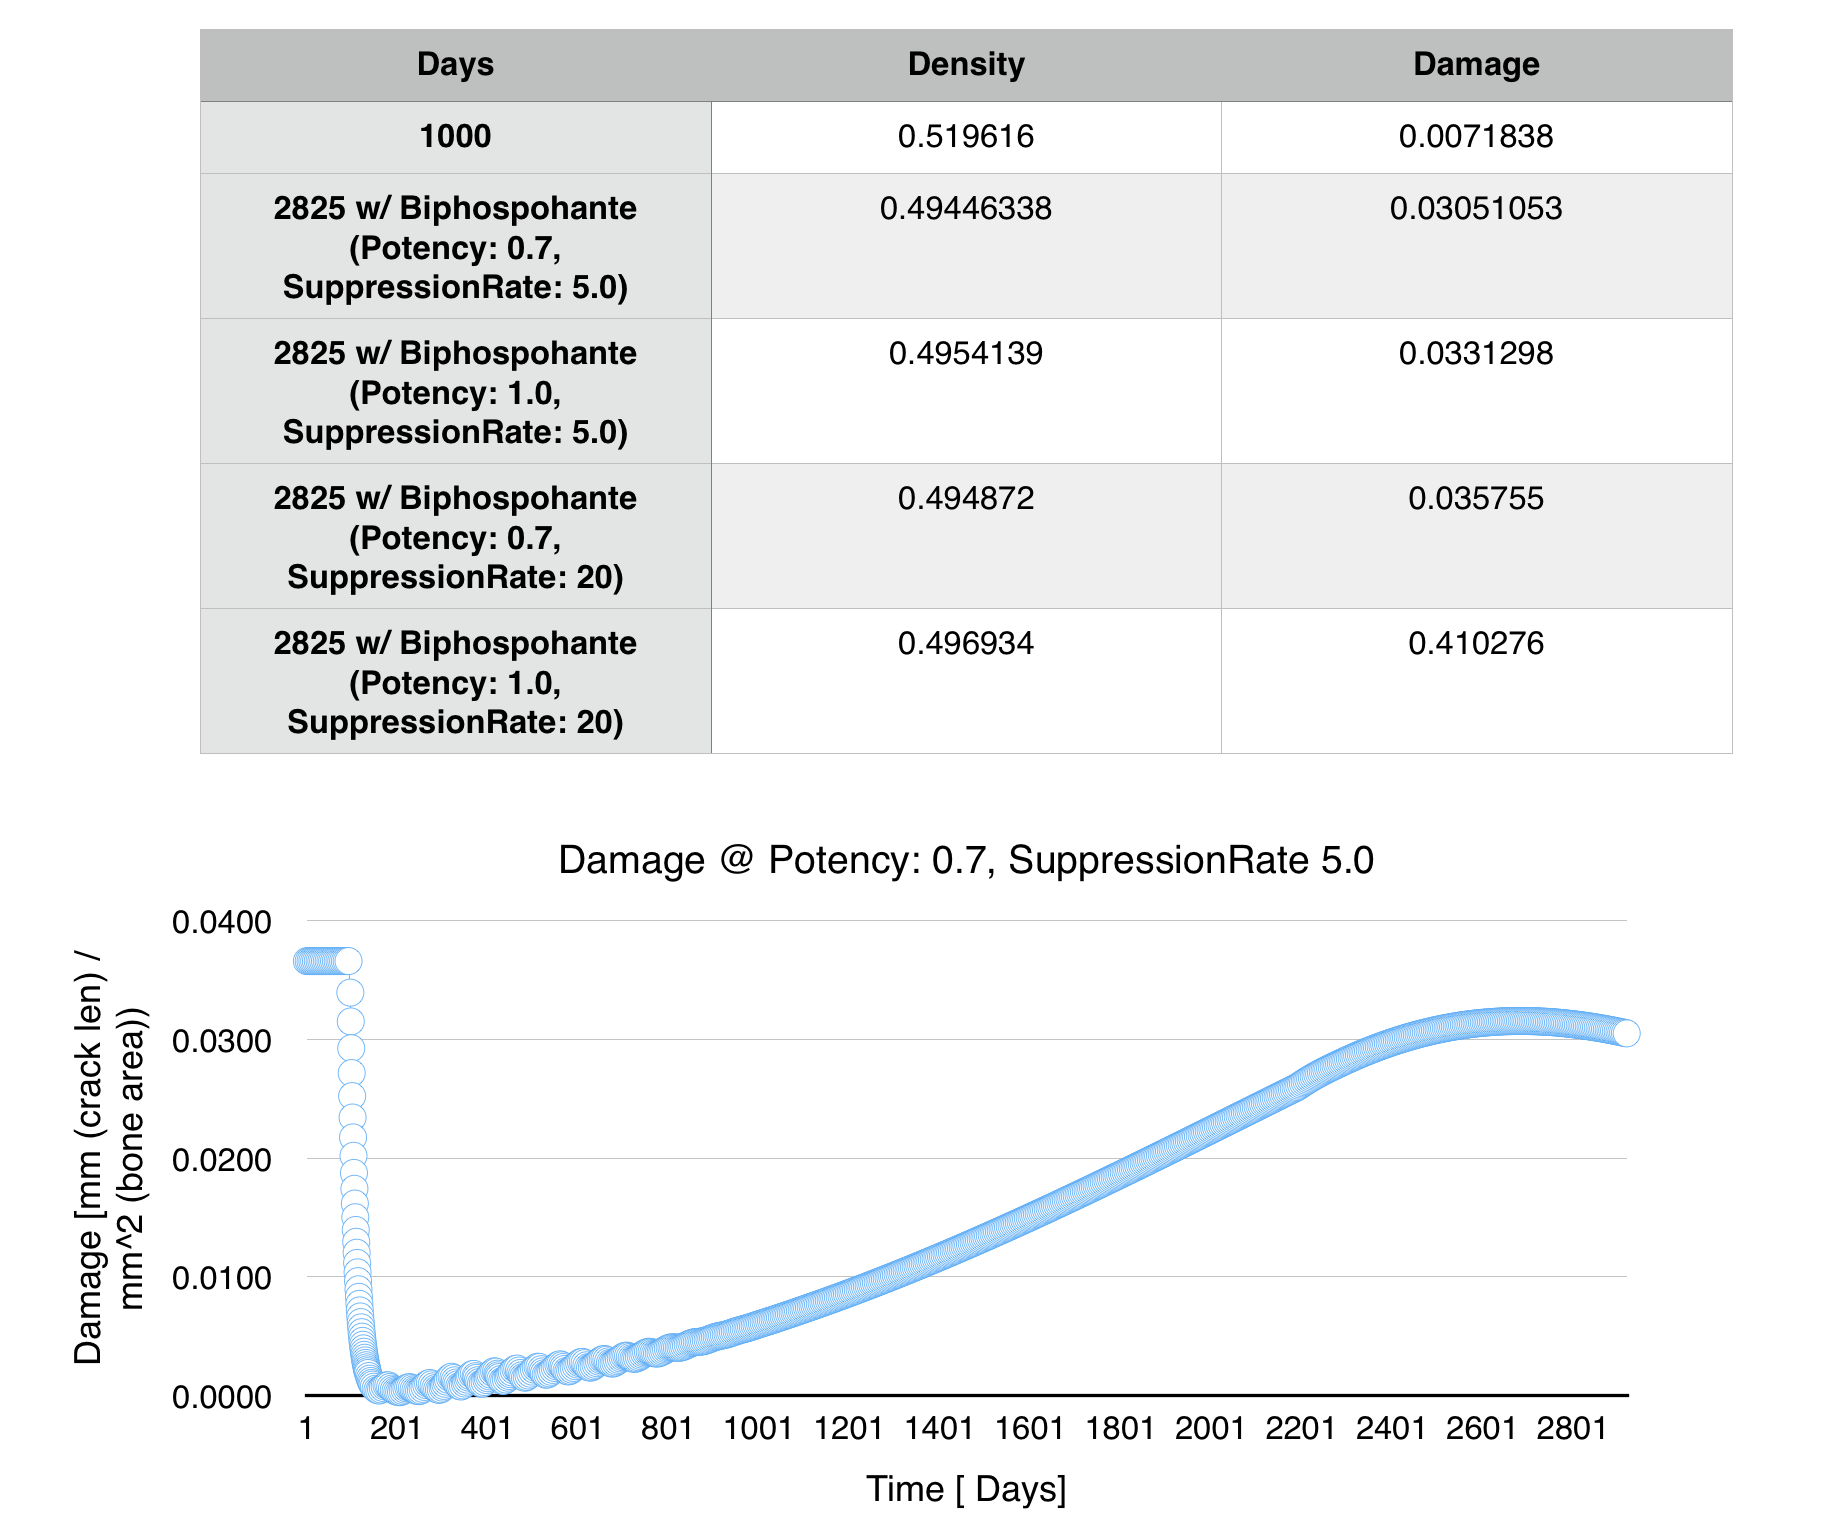 Days Density Damage
1000 0.519616 0.0071838
2825 w/ Biphospohante 0.49446338 0.03051053
(Potency: 0.7,
SuppressionRate: 5.0)
2825 w/ Biphospohante 0.4954139 0.0331298
(Potency: 1.0,
SuppressionRate: 5.0)
2825 w/ Biphospohante 0.494872 0.035755
(Potency: 0.7,
SuppressionRate: 20)
2825 w/ Biphospohante 0.496934 0.410276
(Potency: 1.0,
SuppressionRate: 20)
Damage @ Potency: 0.7, SuppressionRate 5.0
Damage [mm (crack len) /
mm^2 (bone area))
0.0400
0.0300
0.0200
0.0100
0.0000
1 201 401 601 801 1001 1201 1401 1601 1801 2001 2201 2401 2601 2801
Time [ Days]